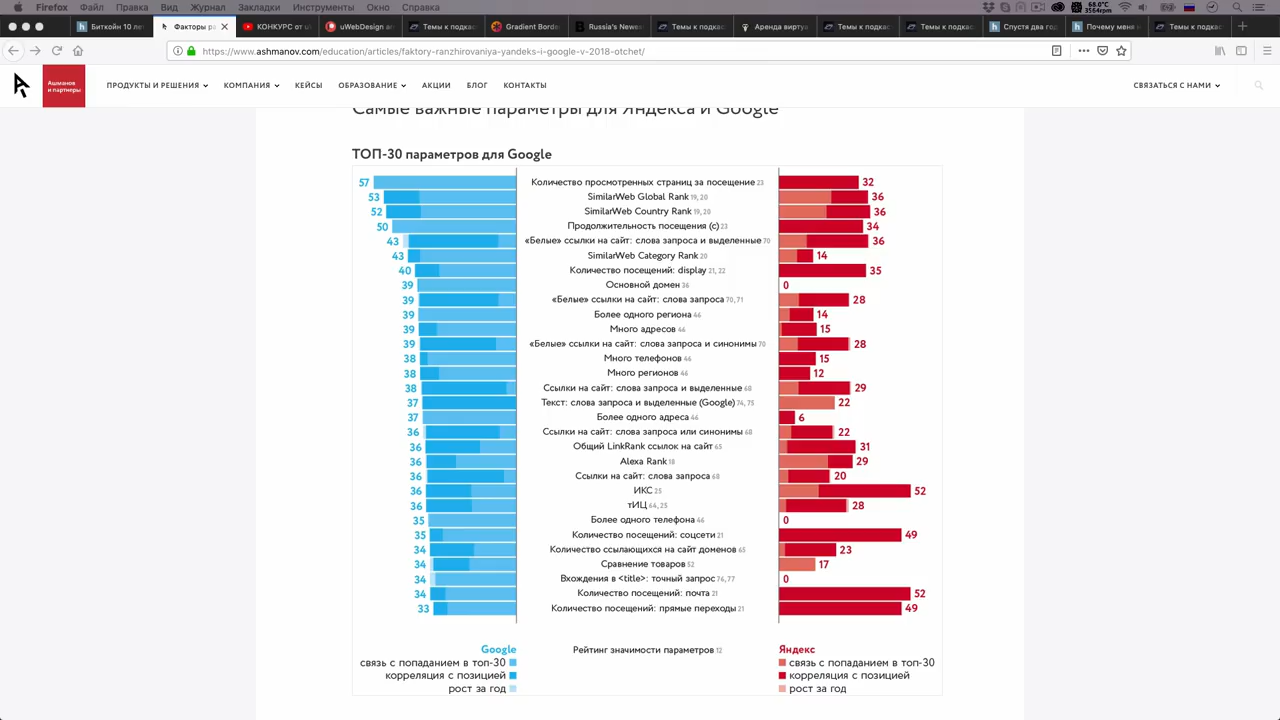 Firefox Файл Правка Вид Журнал Закладки Инструменты Окно Справка
Биткойн 10 лет Факторы ра КОНКУРС от uWebDesign Темы к подкас Gradient Borde Russia's Newes Темы к подкас Аренда вирту Темы к подкас Темы к подкас Спустя два год Почему меня Темы к подкас
https://www.ashmanov.com/education/articles/faktory-ranzhirovaniya-yandeks-i-google-v-2018-otchet/
Ашманов и партнеры
ПРОДУКТЫ И РЕШЕНИЯ КОМПАНИЯ КЕЙСЫ ОБРАЗОВАНИЕ АКЦИИ БЛОГ КОНТАКТЫ СВЯЗАТЬСЯ С НАМИ
Самые важные параметры для Яндекса и Google
ТОП-30 параметров для Google
57 Количество просмотренных страниц за посещение 23 32
53 SimilarWeb Global Rank 19, 20 36
52 SimilarWeb Country Rank 19, 20 36
50 Продолжительность посещения (с) 23 34
43 «Белые» ссылки на сайт: слова запроса и выделенные 70 36
43 SimilarWeb Category Rank 20 14
40 Количество посещений: display 21, 22 35
39 Основной домен 36 0
39 «Белые» ссылки на сайт: слова запроса 70, 71 28
39 Более одного региона 46 14
39 Много адресов 46 15
39 «Белые» ссылки на сайт: слова запроса и синонимы 70 28
38 Много телефонов 46 15
38 Много регионов 46 12
38 Ссылки на сайт: слова запроса и выделенные 68 29
37 Текст: слова запроса и выделенные (Google) 74, 75 22
37 Более одного адреса 46 6
36 Ссылки на сайт: слова запроса или синонимы 68 22
36 Общий LinkRank ссылок на сайт 65 31
36 Alexa Rank 18 29
36 Ссылки на сайт: слова запроса 68 20
36 ИКС 25 52
36 тИЦ 64, 25 28
35 Более одного телефона 46 0
35 Количество посещений: соцсети 21 49
34 Количество ссылающихся на сайт доменов 65 23
34 Сравнение товаров 52 17
34 Вхождения в <title>: точный запрос 76, 77 0
34 Количество посещений: почта 21 52
33 Количество посещений: прямые переходы 21 49
Google Рейтинг значимости параметров 12 Яндекс
связь с попаданием в топ-30 связь с попаданием в топ-30
корреляция с позицией корреляция с позицией
рост за год рост за год